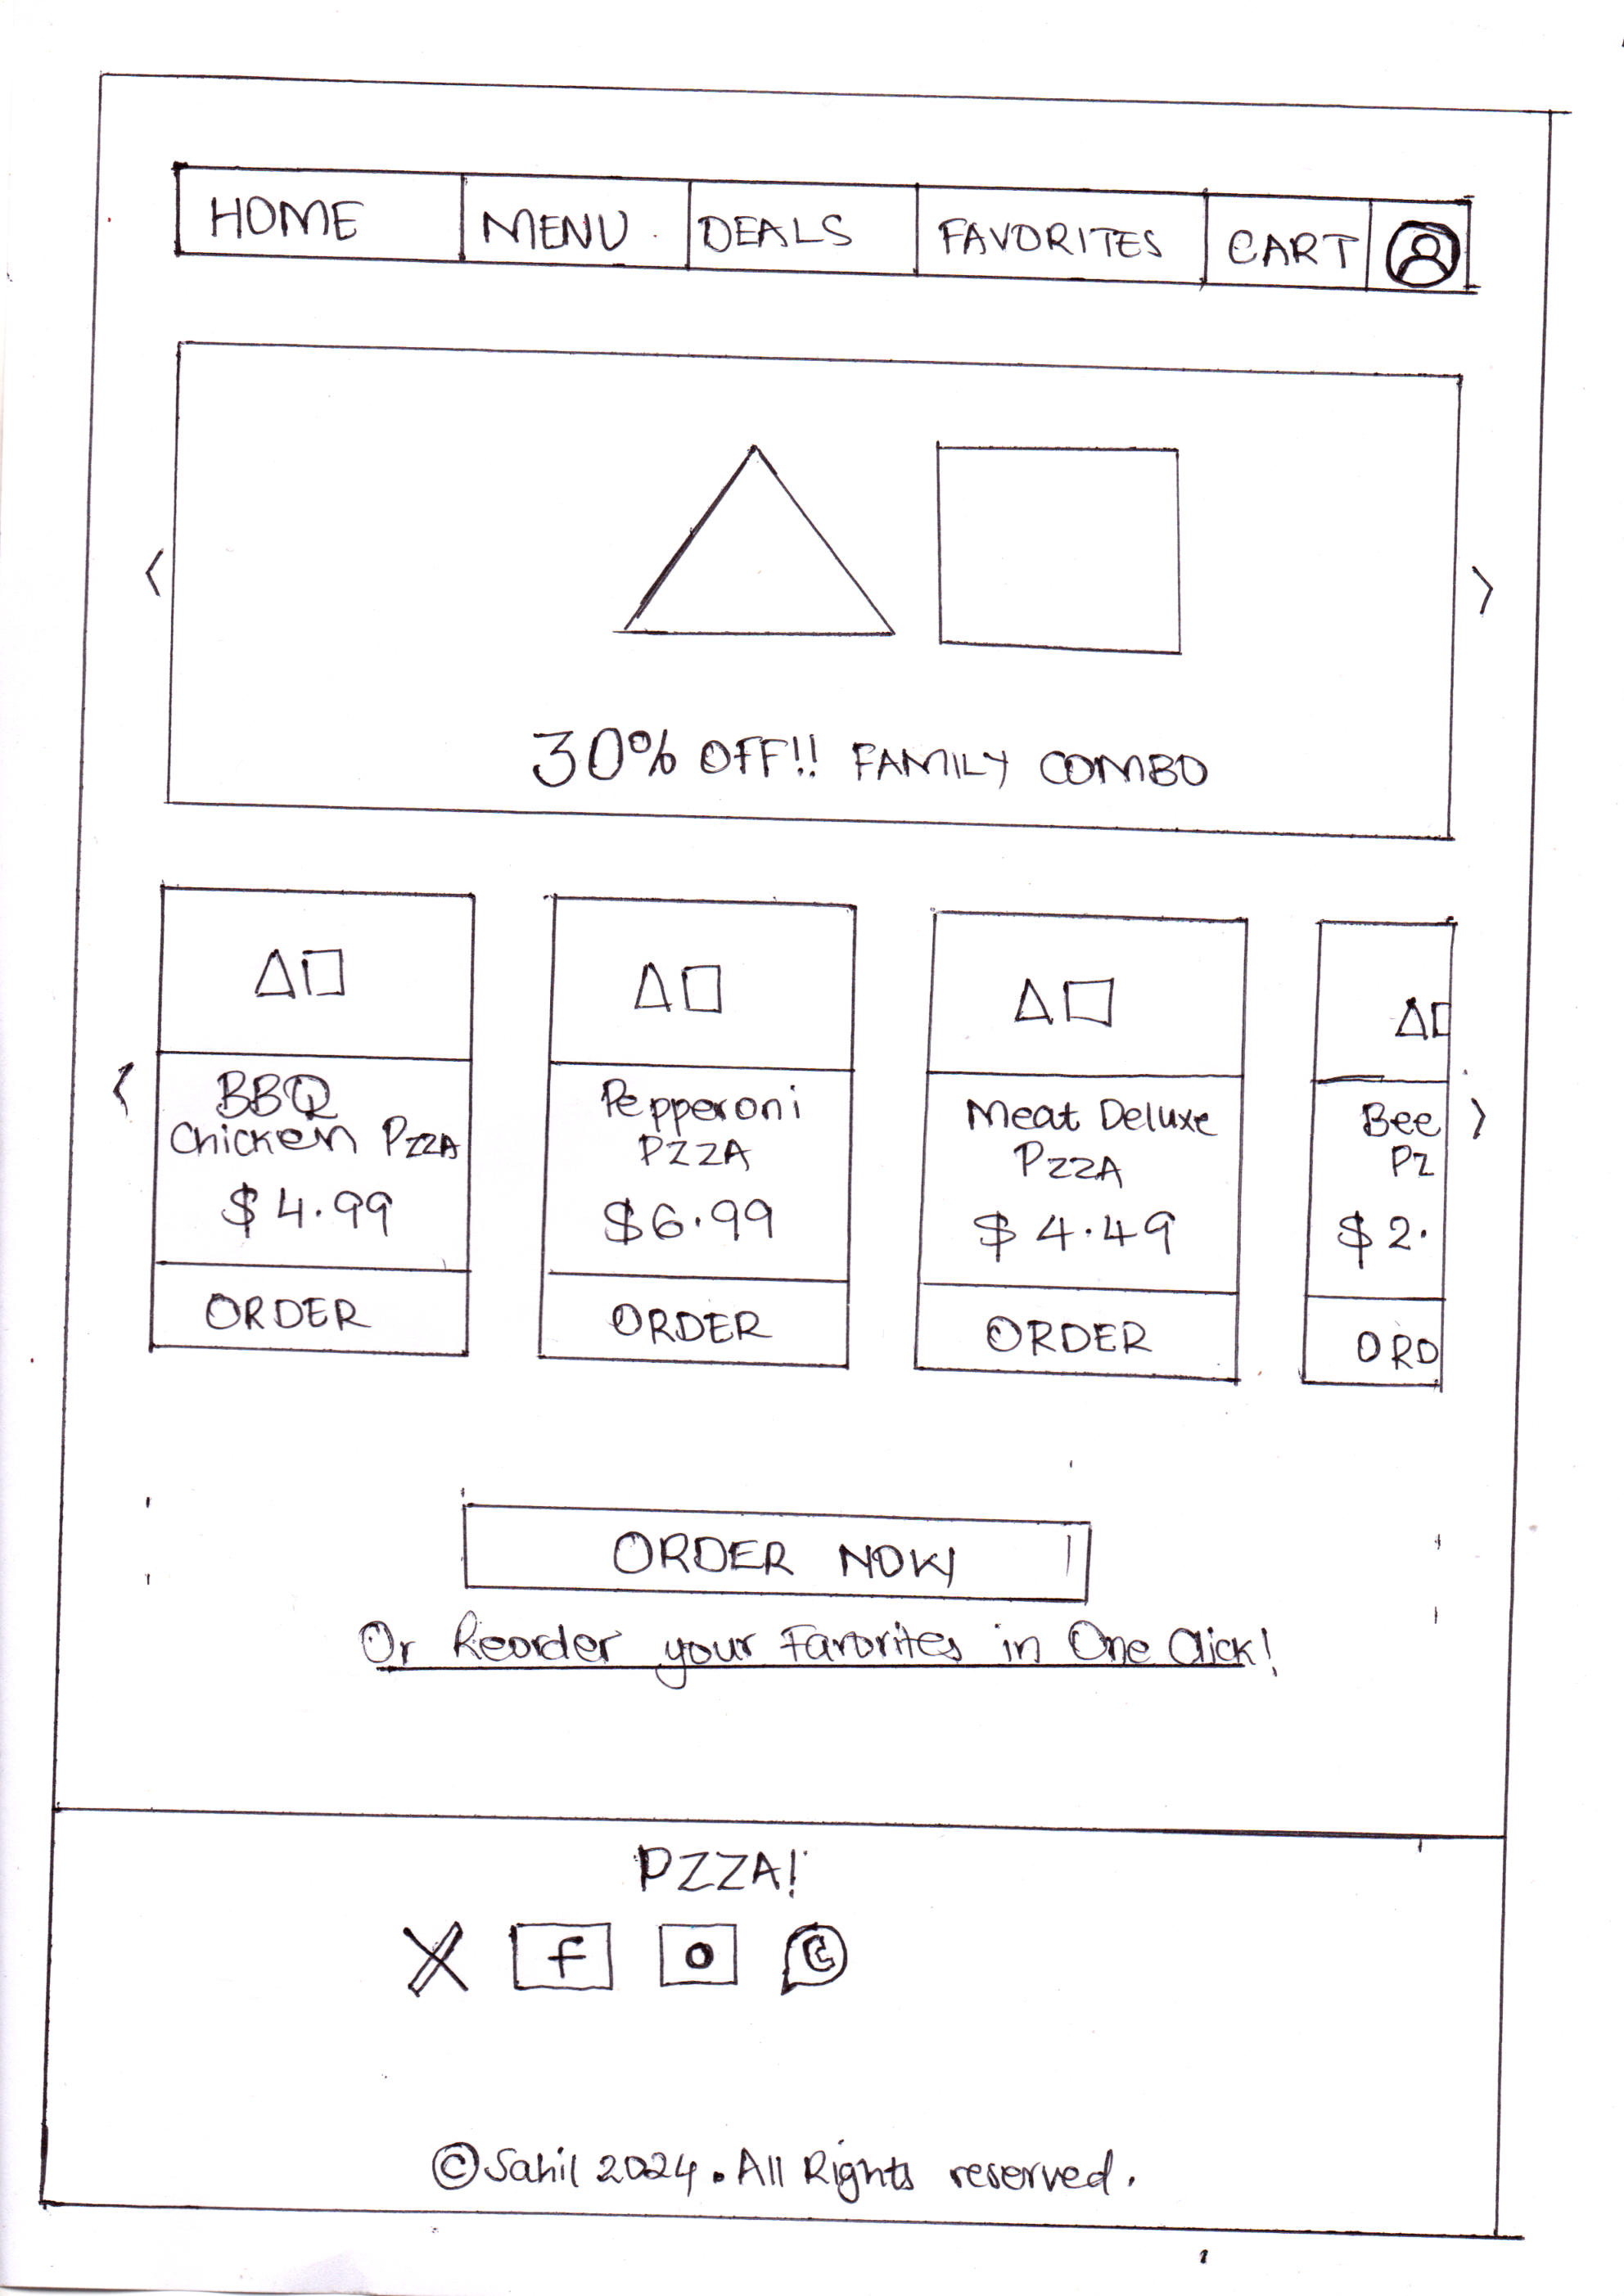 HOME MENU DEALS FAVORITES CART
30% OFF!! FAMILY COMBO
BBQ
Chicken PZZA
$4.99
ORDER
Pepperoni
PZZA
$6.99
ORDER
Meat Deluxe
PZZA
$4.49
ORDER
Bee
PZ
$2.
ORD
ORDER NOW
Or Reorder your Favorites in One Click!
PZZA!
X f
© Sahil 2024. All Rights reserved.